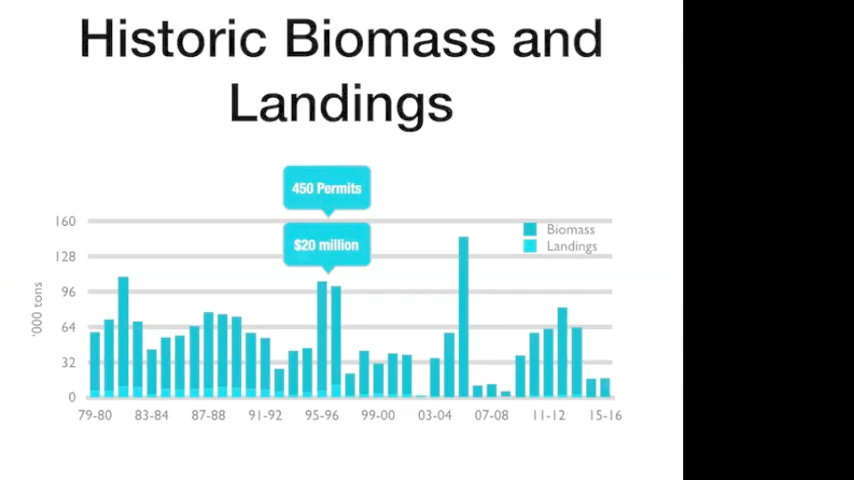 Historic Biomass and
Landings
450 Permits
$20 million
Biomass
Landings
'000 tons
160
128
96
64
32
0
79-80 83-84 87-88 91-92 95-96 99-00 03-04 07-08 11-12 15-16